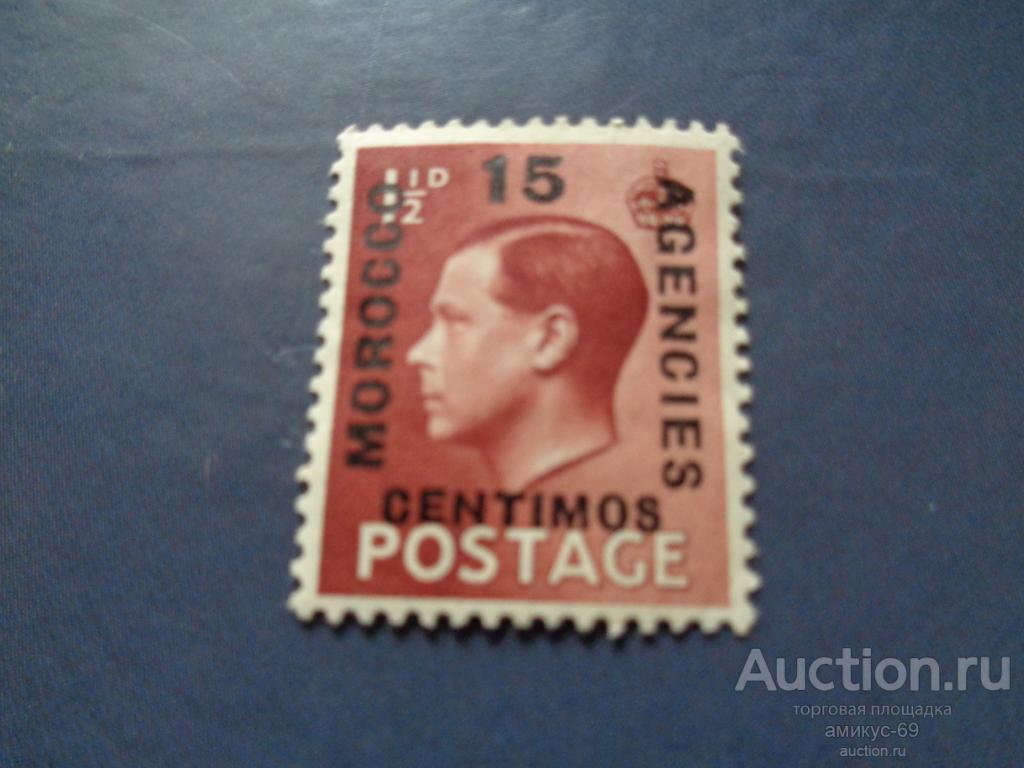 1½D
15
MOROCCO
AGENCIES
CENTIMOS
POSTAGE
Auction.ru
торговая площадка
амикус-69
auction.ru